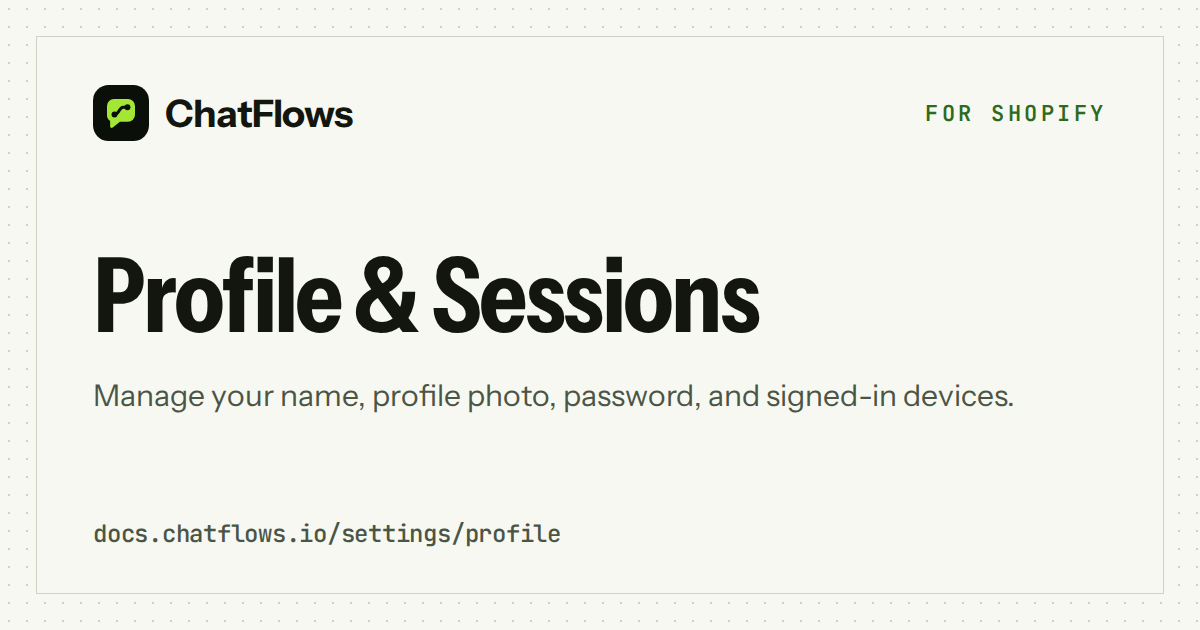 ChatFlows
FOR SHOPIFY
Profile & Sessions
Manage your name, profile photo, password, and signed-in devices.
docs.chatflows.io/settings/profile